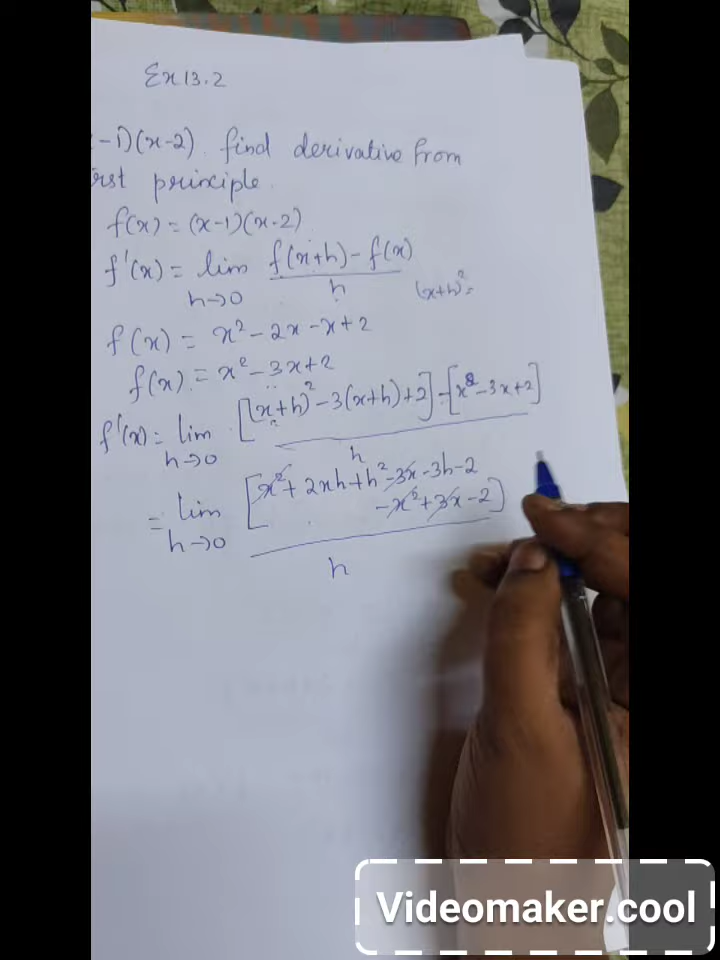 Ex 13.2
-1)(x-2). find derivative from
irst principle.
f(x) = (x-1)(x-2)
f'(x) = lim h→0 f(x+h) - f(x) / h
(x+h)² =
f(x) = x² - 2x - x + 2
f(x) = x² - 3x + 2
f'(x) = lim h→0 [(x+h)² - 3(x+h) + 2] - [x² - 3x + 2] / h
= lim h→0 [x² + 2xh + h² - 3x - 3h - 2
- x² + 3x - 2] / h
Videomaker.cool